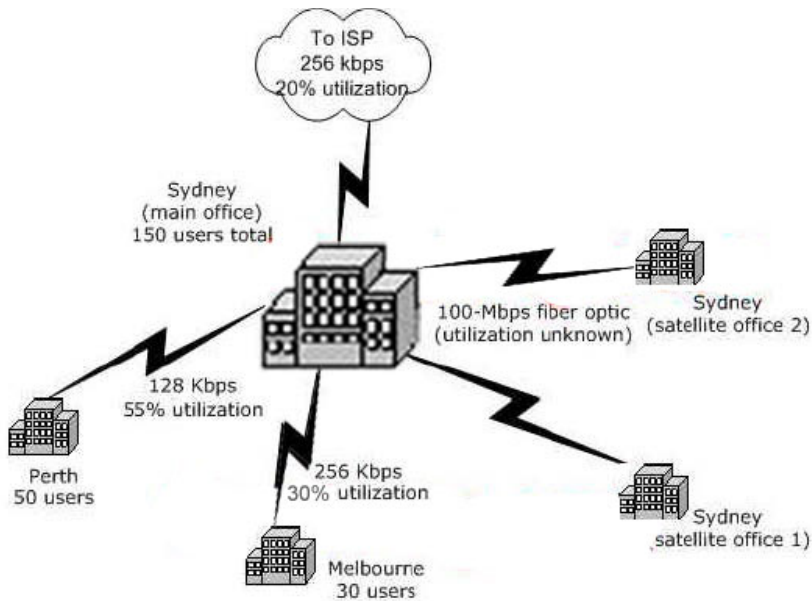 To ISP
256 kbps
20% utilization
Sydney
(main office)
150 users total
100-Mbps fiber optic
(utilization unknown)
Sydney
(satellite office 2)
128 Kbps
55% utilization
Perth
50 users
256 Kbps
30% utilization
Sydney
satellite office 1)
Melbourne
30 users